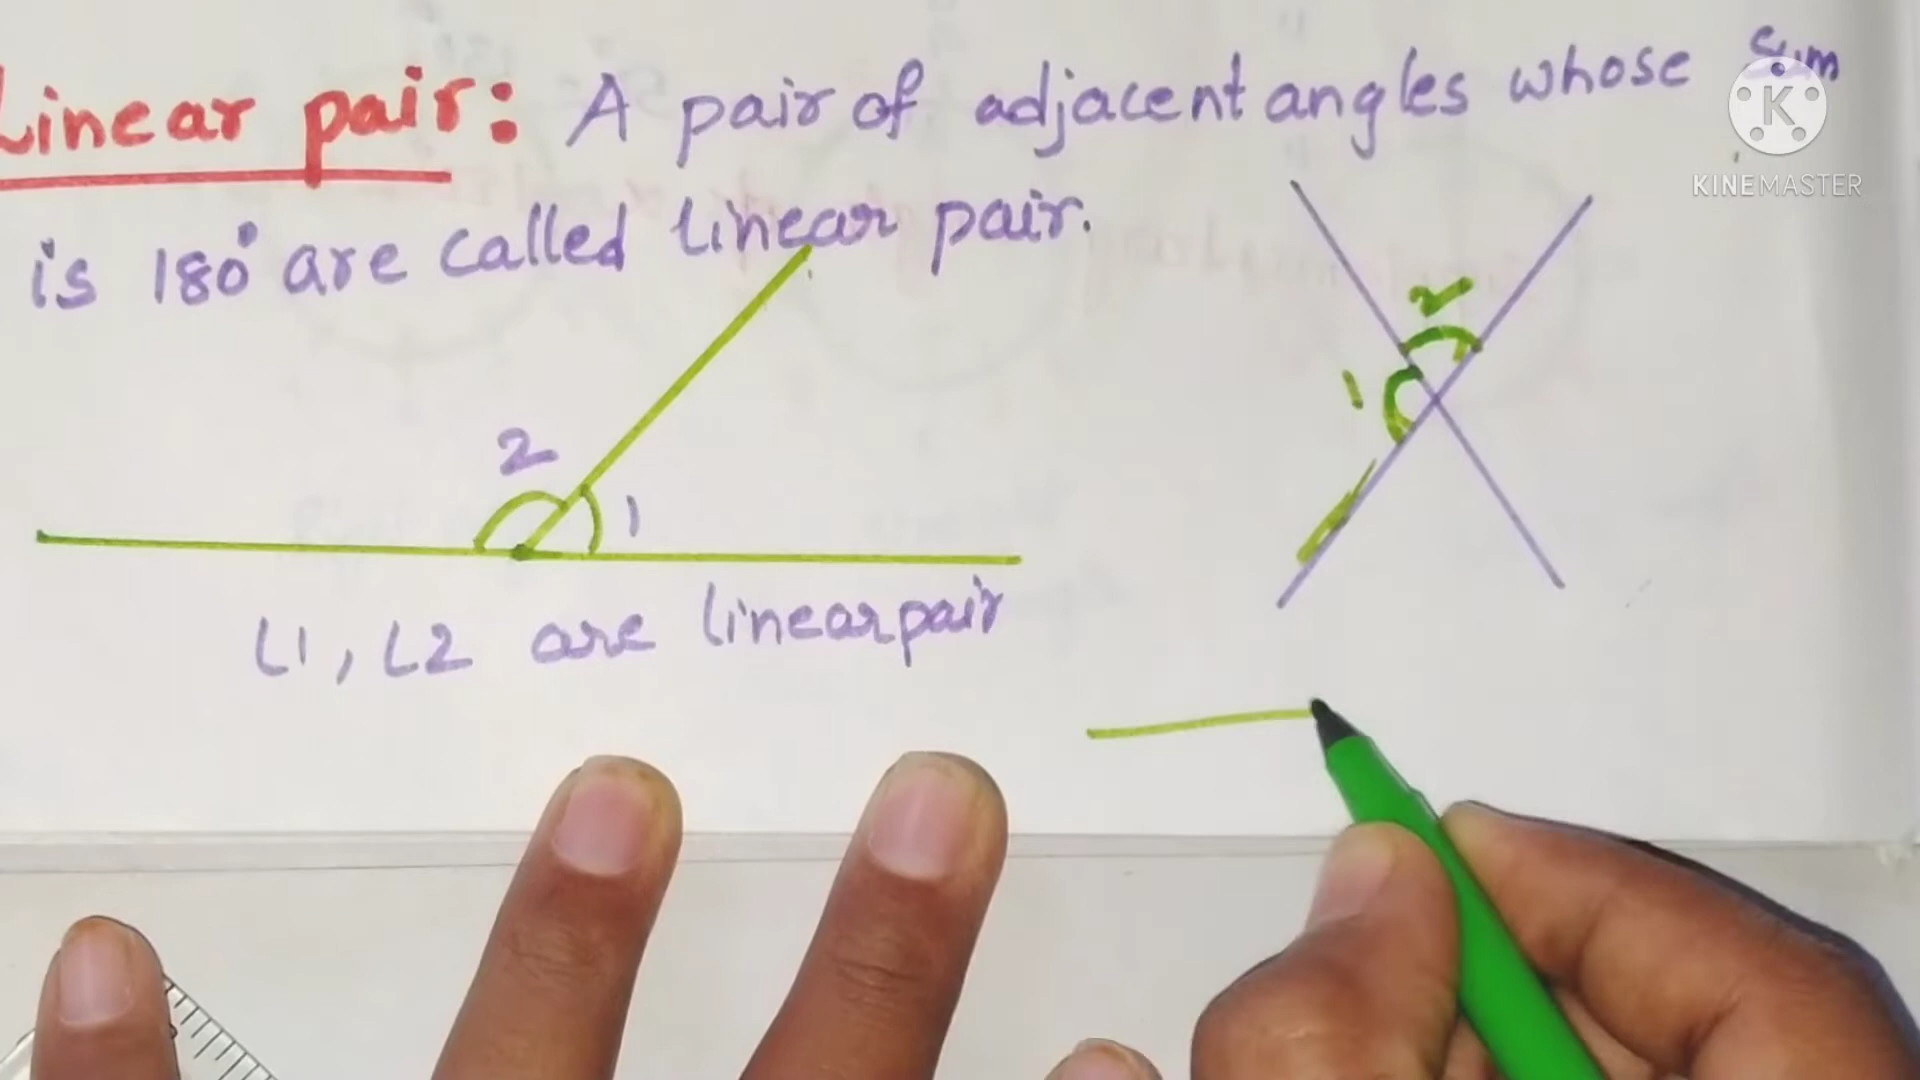 Linear pair: A pair of adjacent angles whose sum
is 180° are called linear pair.
K
KINEMASTER
2
1
2
1
∠1, ∠2 are linear pair